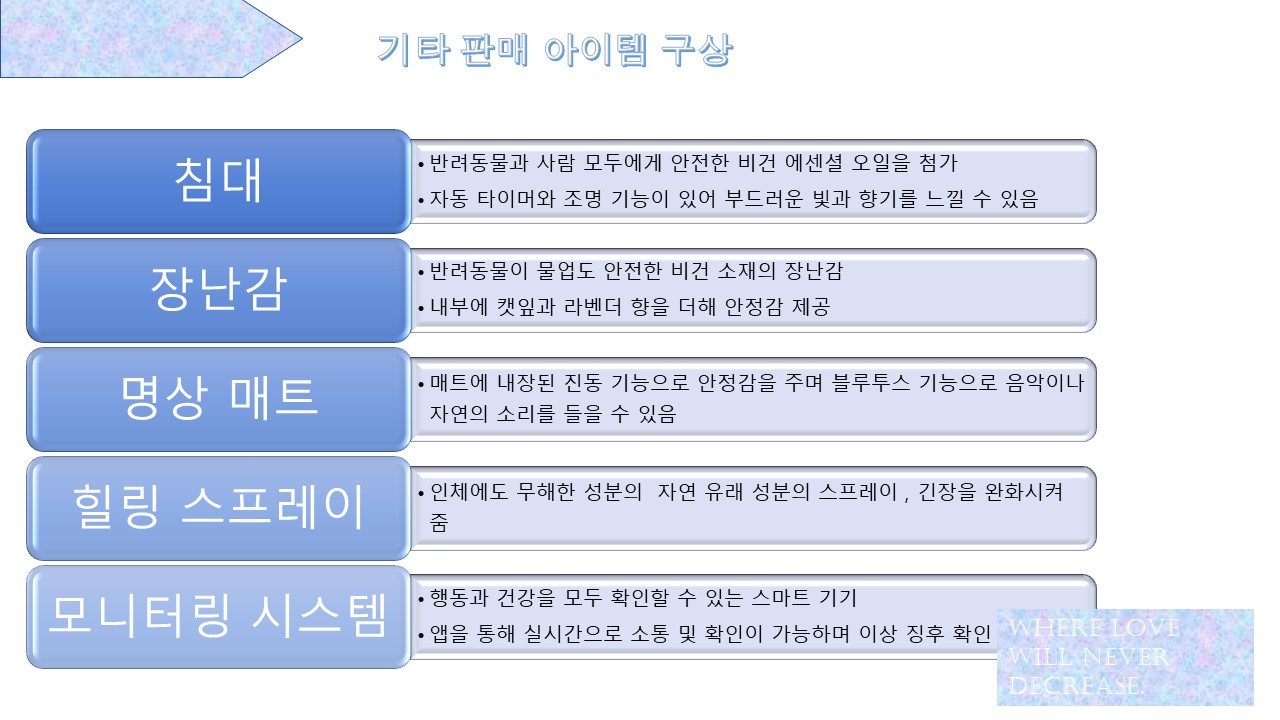 기타 판매 아이템 구상
침대
• 반려동물과 사람 모두에게 안전한 비건 에센셜 오일을 첨가
• 자동 타이머와 조명 기능이 있어 부드러운 빛과 향기를 느낄 수 있음
장난감
• 반려동물이 물업도 안전한 비건 소재의 장난감
• 내부에 캣잎과 라벤더 향을 더해 안정감 제공
명상 매트
• 매트에 내장된 진동 기능으로 안정감을 주며 블루투스 기능으로 음악이나
자연의 소리를 들을 수 있음
힐링 스프레이
• 인체에도 무해한 성분의  자연 유래 성분의 스프레이 , 긴장을 완화시켜
줌
모니터링 시스템
• 행동과 건강을 모두 확인할 수 있는 스마트 기기
• 앱을 통해 실시간으로 소통 및 확인이 가능하며 이상 징후 확인
WHERE LOVE
WILL NEVER
DECREASE.